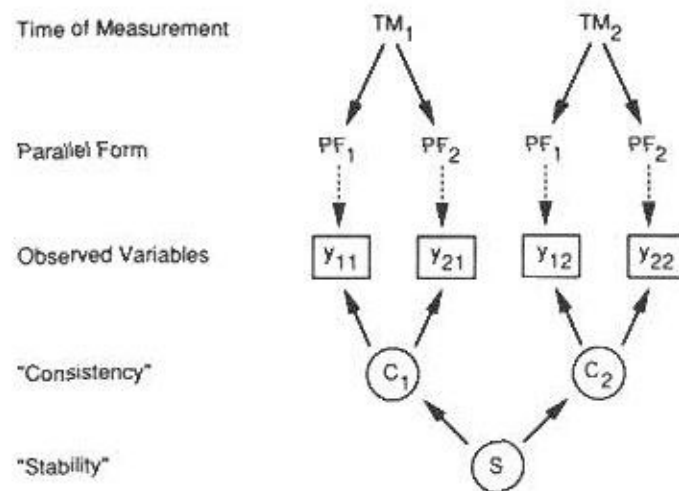 Time of Measurement TM1 TM2
Parallel Form PF1 PF2 PF1 PF2
Observed Variables y11 y21 y12 y22
"Consistency" C1 C2
"Stability" S